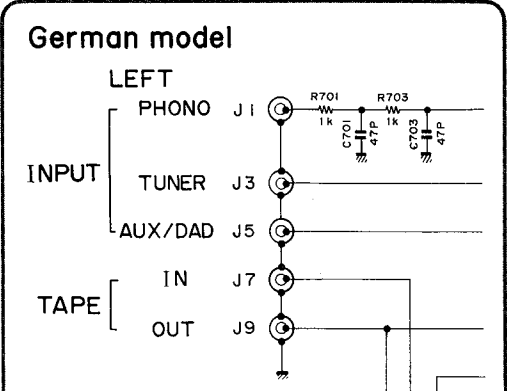 German model
LEFT
INPUT
PHONO J1
R701
1k
C701
47P
R703
1k
C703
47P
TUNER J3
AUX/DAD J5
TAPE
IN J7
OUT J9